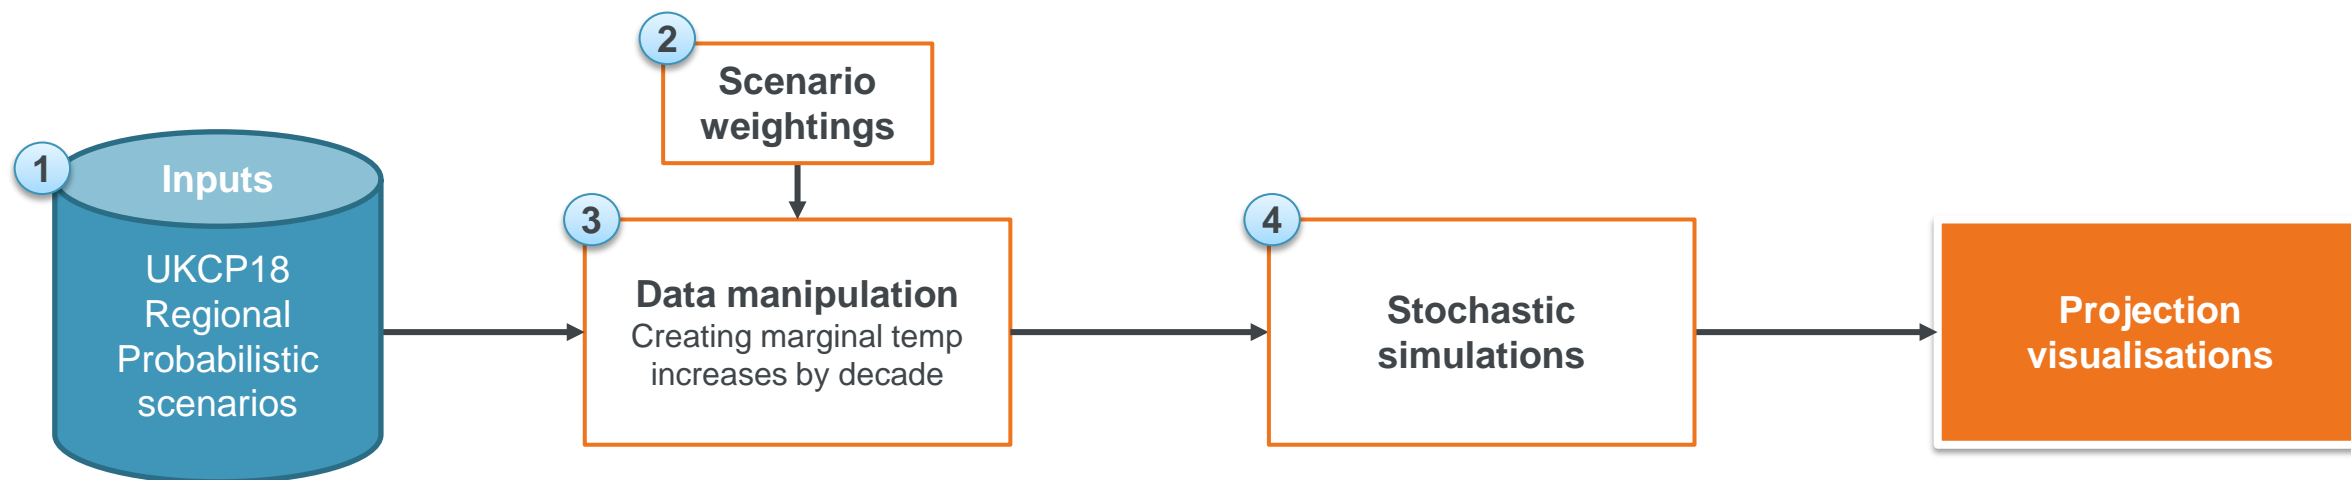 1
Inputs
UKCP18
Regional
Probabilistic
scenarios
2
Scenario
weightings
3
Data manipulation
Creating marginal temp
increases by decade
4
Stochastic
simulations
Projection
visualisations